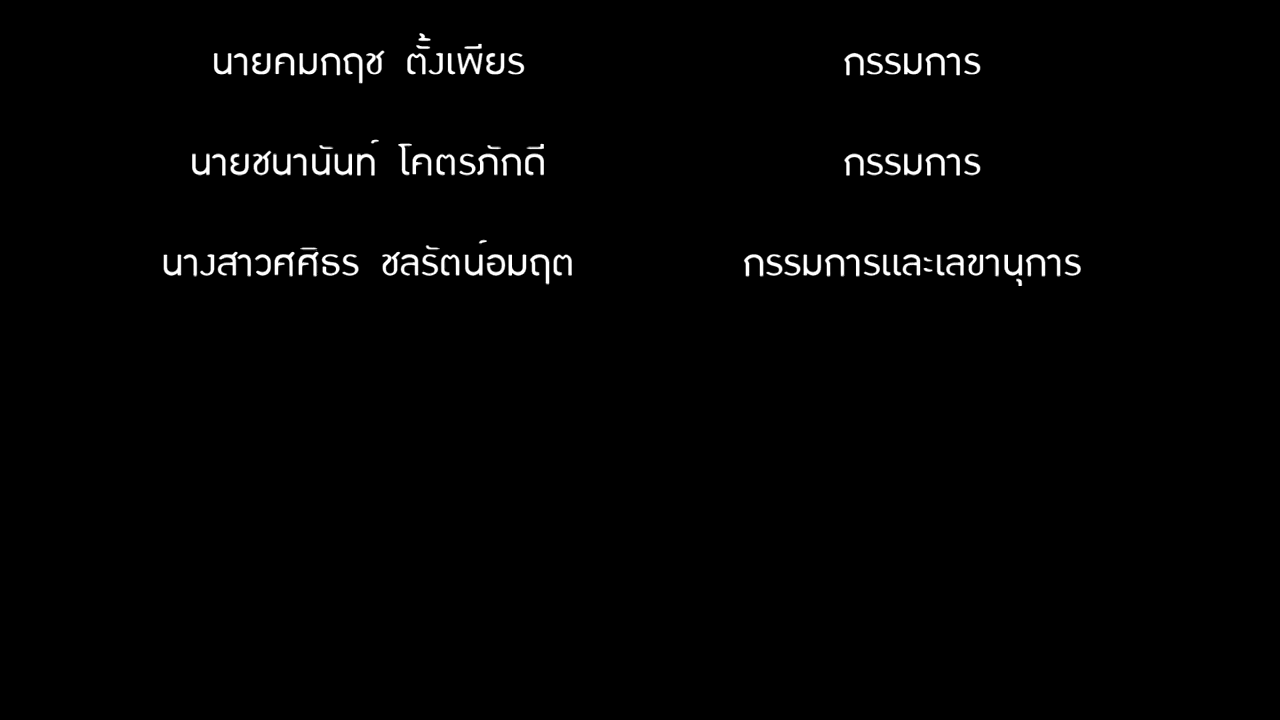 นายคมกฤช ตั้งเพียร กรรมการ
นายชนานันท์ โคตรภักดี กรรมการ
นางสาวศศิธร ชลรัตน์อมฤต กรรมการและเลขานุการ